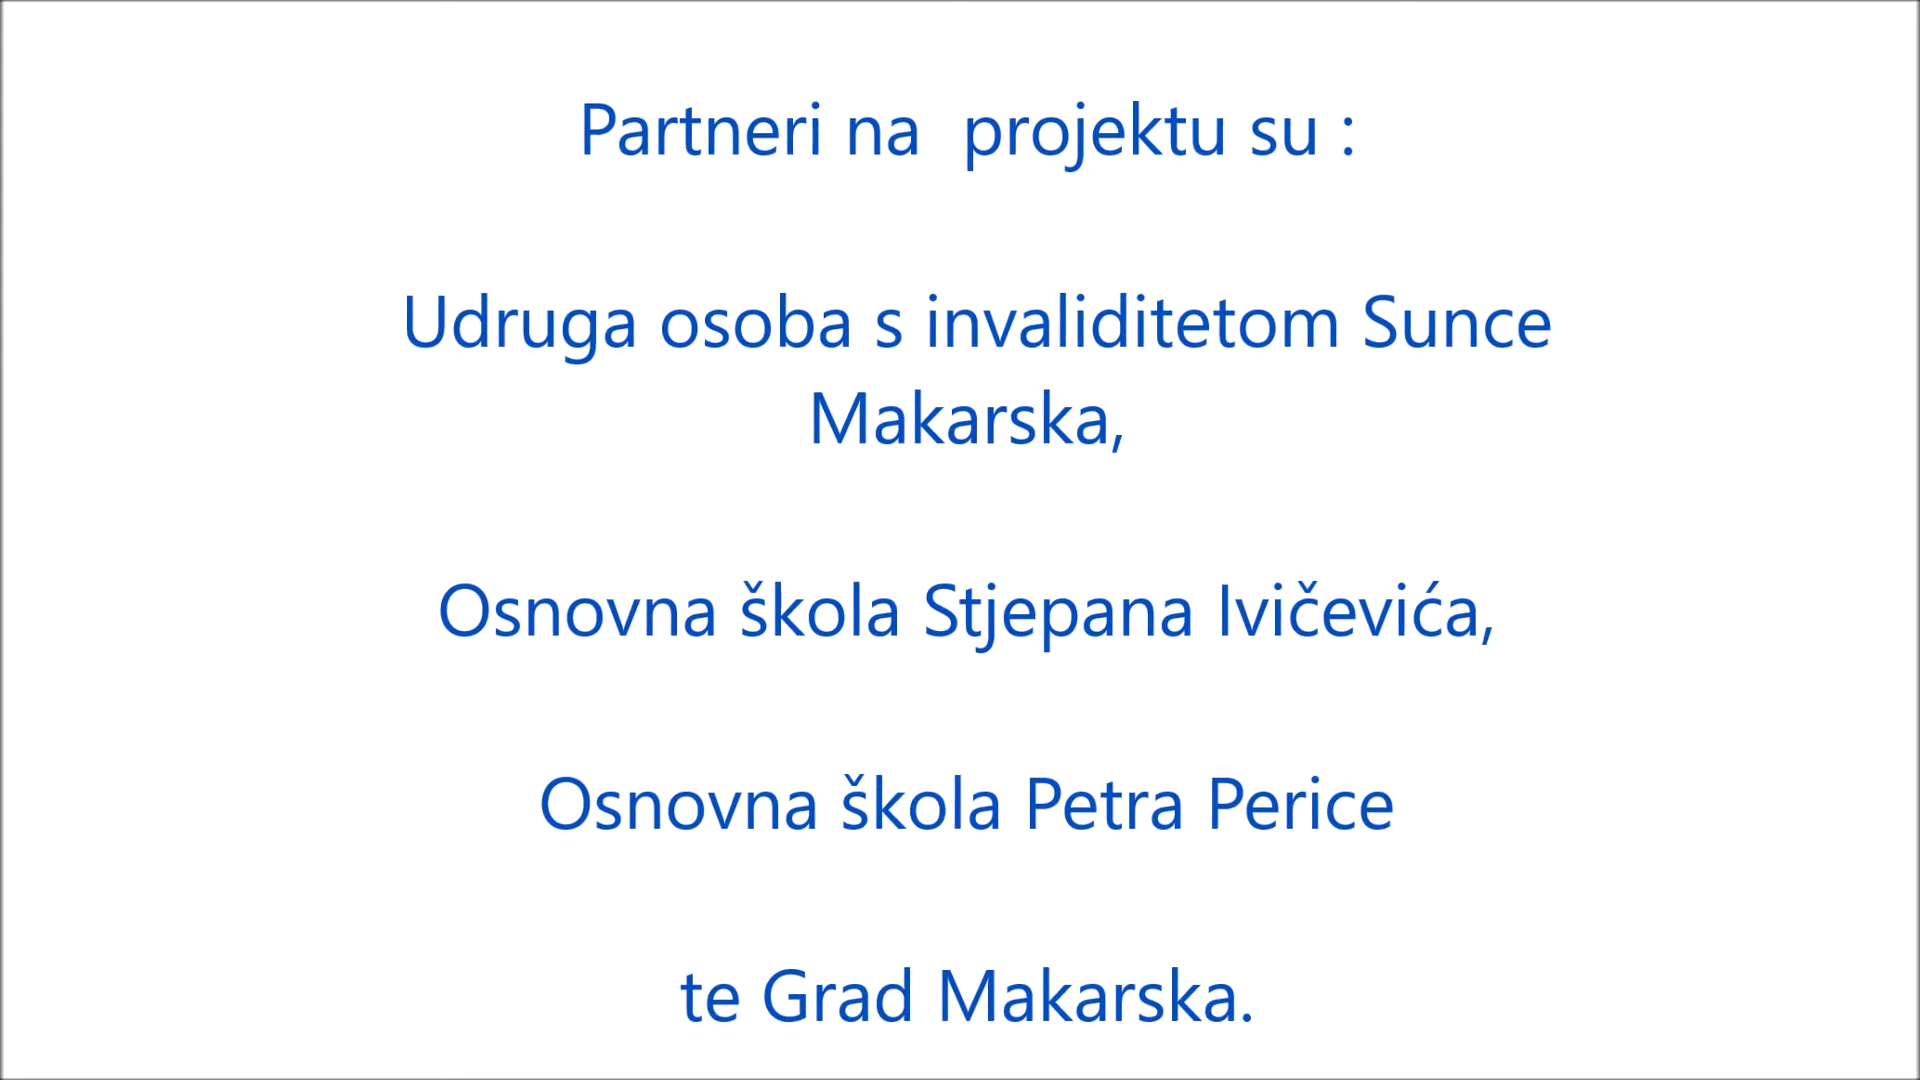 Partneri na  projektu su :
Udruga osoba s invaliditetom Sunce
Makarska,
Osnovna škola Stjepana Ivičevića,
Osnovna škola Petra Perice
te Grad Makarska.